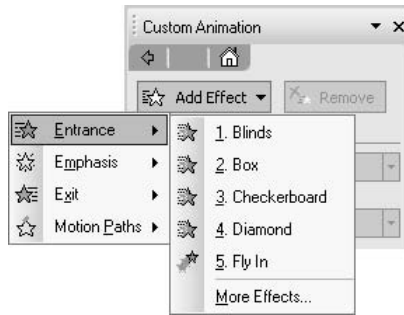 Custom Animation
Add Effect
Remove
Entrance
Emphasis
Exit
Motion Paths
1. Blinds
2. Box
3. Checkerboard
4. Diamond
5. Fly In
More Effects...